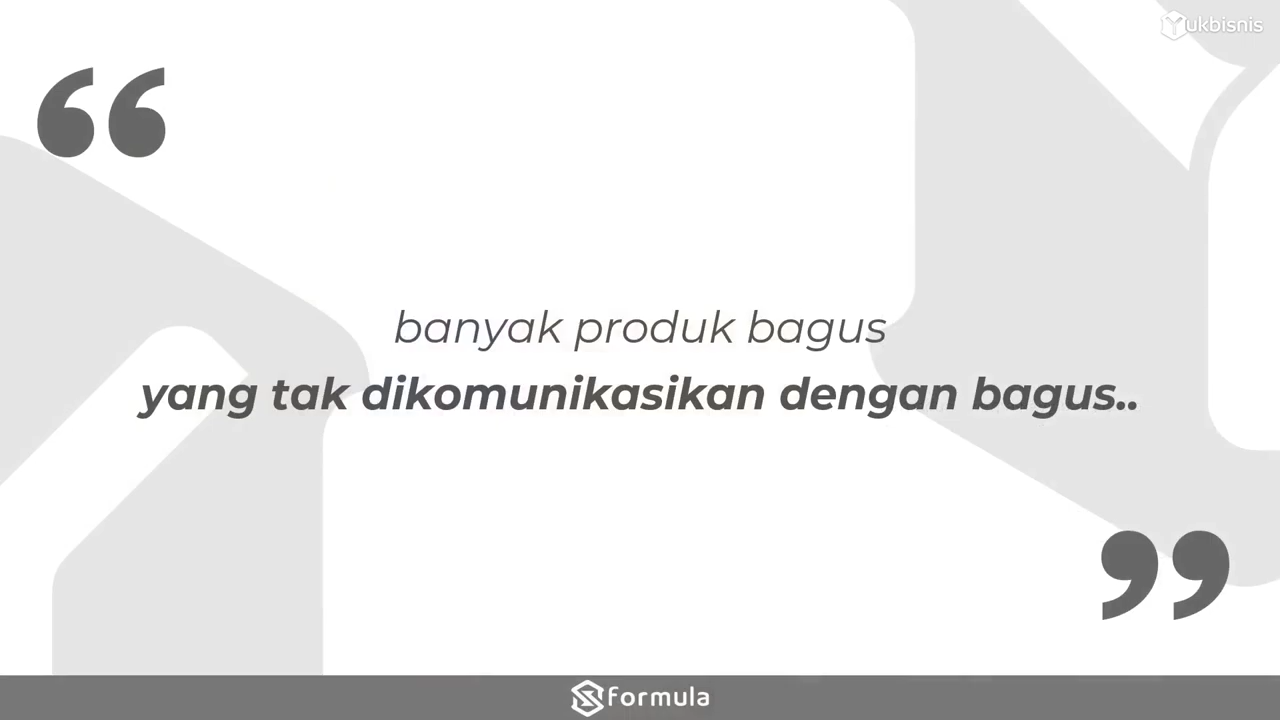 Yukbisnis
“
banyak produk bagus
yang tak dikomunikasikan dengan bagus..
”
formula